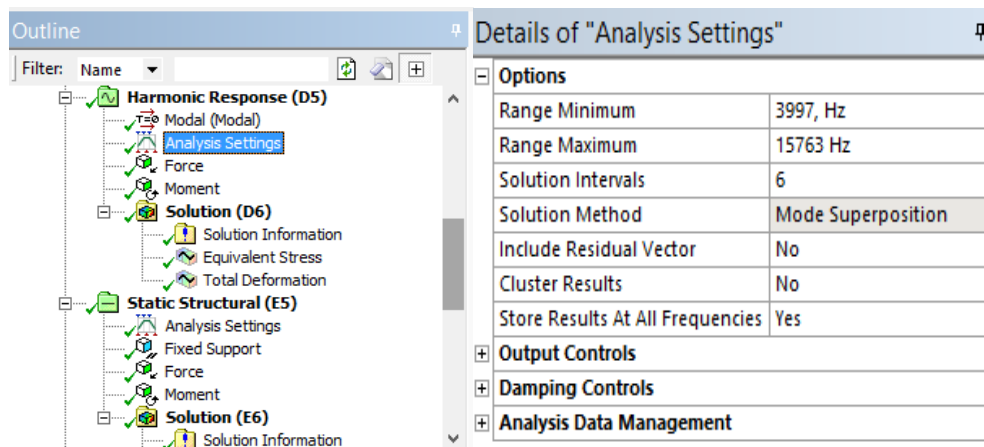 Outline
Filter: Name
Harmonic Response (D5)
Modal (Modal)
Analysis Settings
Force
Moment
Solution (D6)
Solution Information
Equivalent Stress
Total Deformation
Static Structural (E5)
Analysis Settings
Fixed Support
Force
Moment
Solution (E6)
Solution Information
Details of "Analysis Settings"
Options
Range Minimum 3997, Hz
Range Maximum 15763 Hz
Solution Intervals 6
Solution Method Mode Superposition
Include Residual Vector No
Cluster Results No
Store Results At All Frequencies Yes
Output Controls
Damping Controls
Analysis Data Management